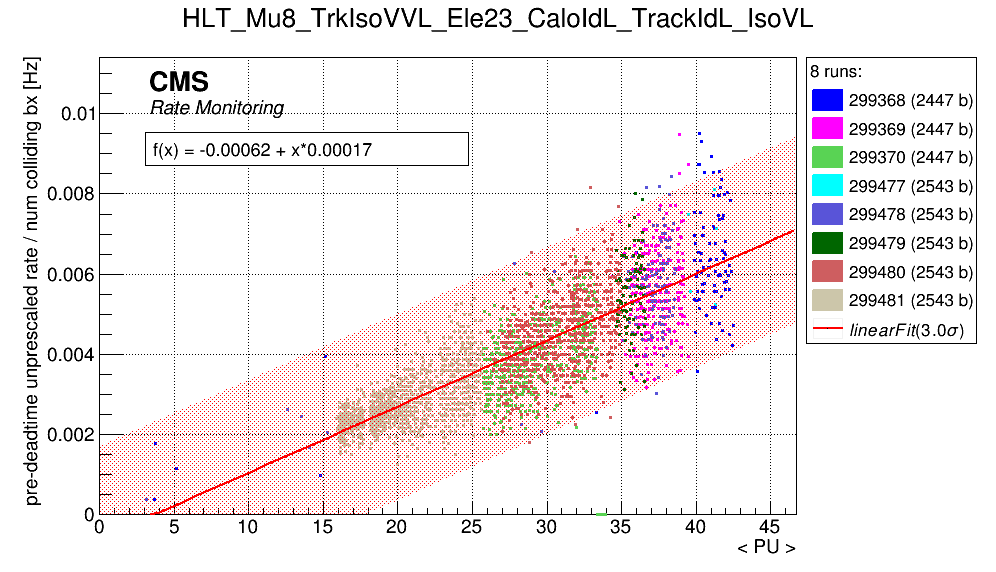 HLT_Mu8_TrkIsoVVL_Ele23_CaloIdL_TrackIdL_IsoVL
pre-deadtime unprescaled rate / num colliding bx [Hz]
CMS
Rate Monitoring
f(x) = -0.00062 + x*0.00017
0.01
0.008
0.006
0.004
0.002
0
0 5 10 15 20 25 30 35 40 45
< PU >
8 runs:
299368 (2447 b)
299369 (2447 b)
299370 (2447 b)
299477 (2543 b)
299478 (2543 b)
299479 (2543 b)
299480 (2543 b)
299481 (2543 b)
linearFit(3.0σ)